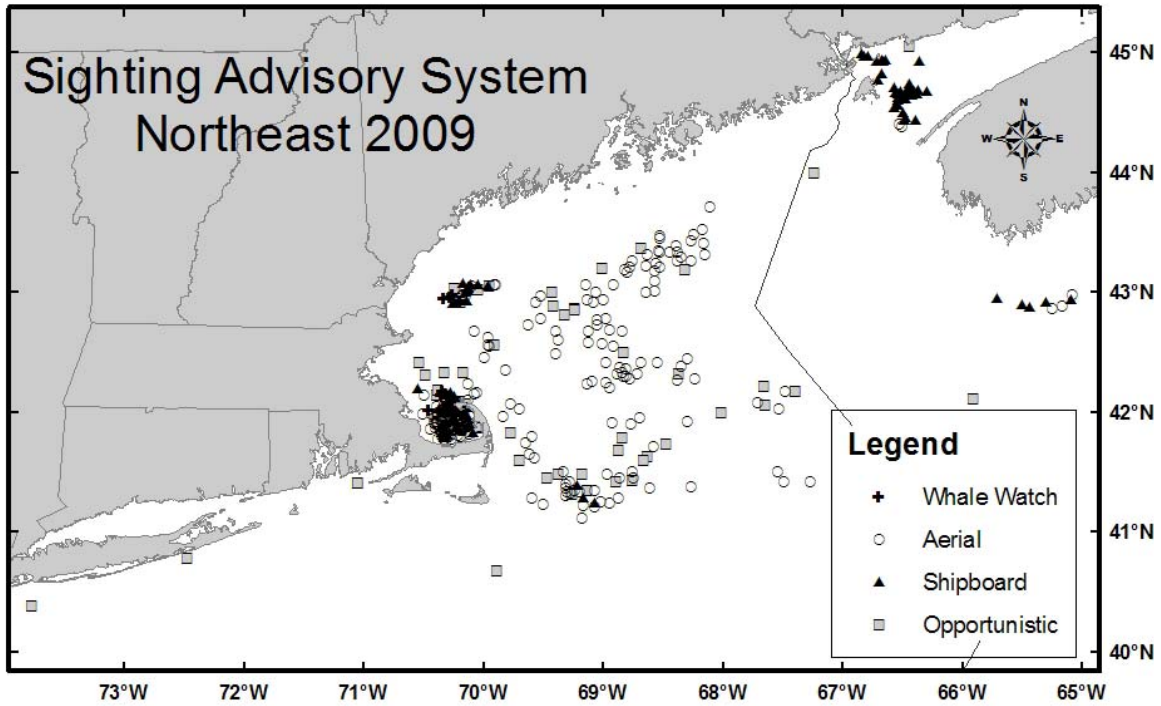 Sighting Advisory System
Northeast 2009
N
W E
S
45°N
44°N
43°N
42°N
41°N
40°N
Legend
Whale Watch
Aerial
Shipboard
Opportunistic
73°W 72°W 71°W 70°W 69°W 68°W 67°W 66°W 65°W